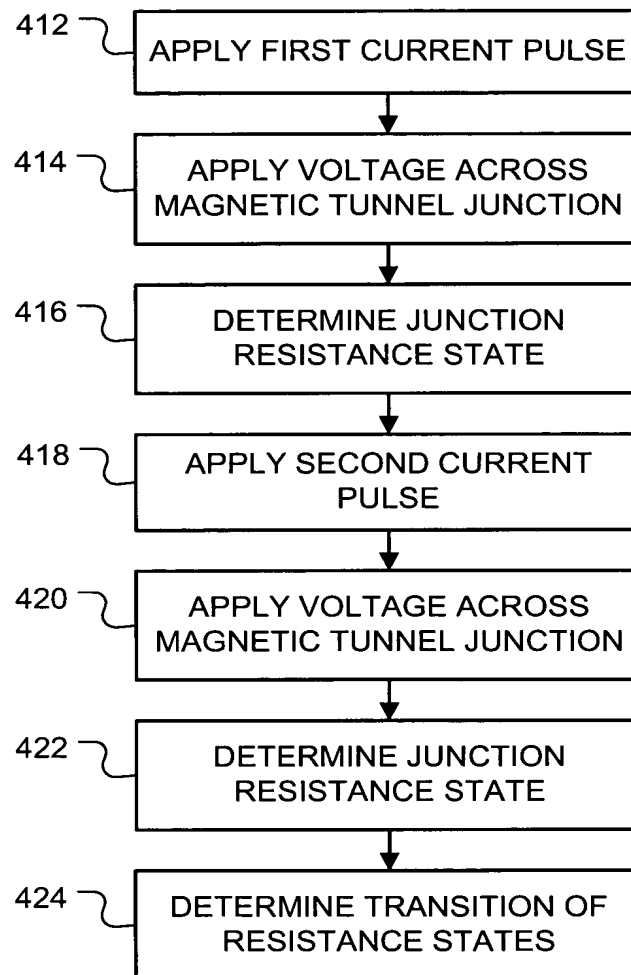 412
APPLY FIRST CURRENT PULSE
414
APPLY VOLTAGE ACROSS
MAGNETIC TUNNEL JUNCTION
416
DETERMINE JUNCTION
RESISTANCE STATE
418
APPLY SECOND CURRENT
PULSE
420
APPLY VOLTAGE ACROSS
MAGNETIC TUNNEL JUNCTION
422
DETERMINE JUNCTION
RESISTANCE STATE
424
DETERMINE TRANSITION OF
RESISTANCE STATES